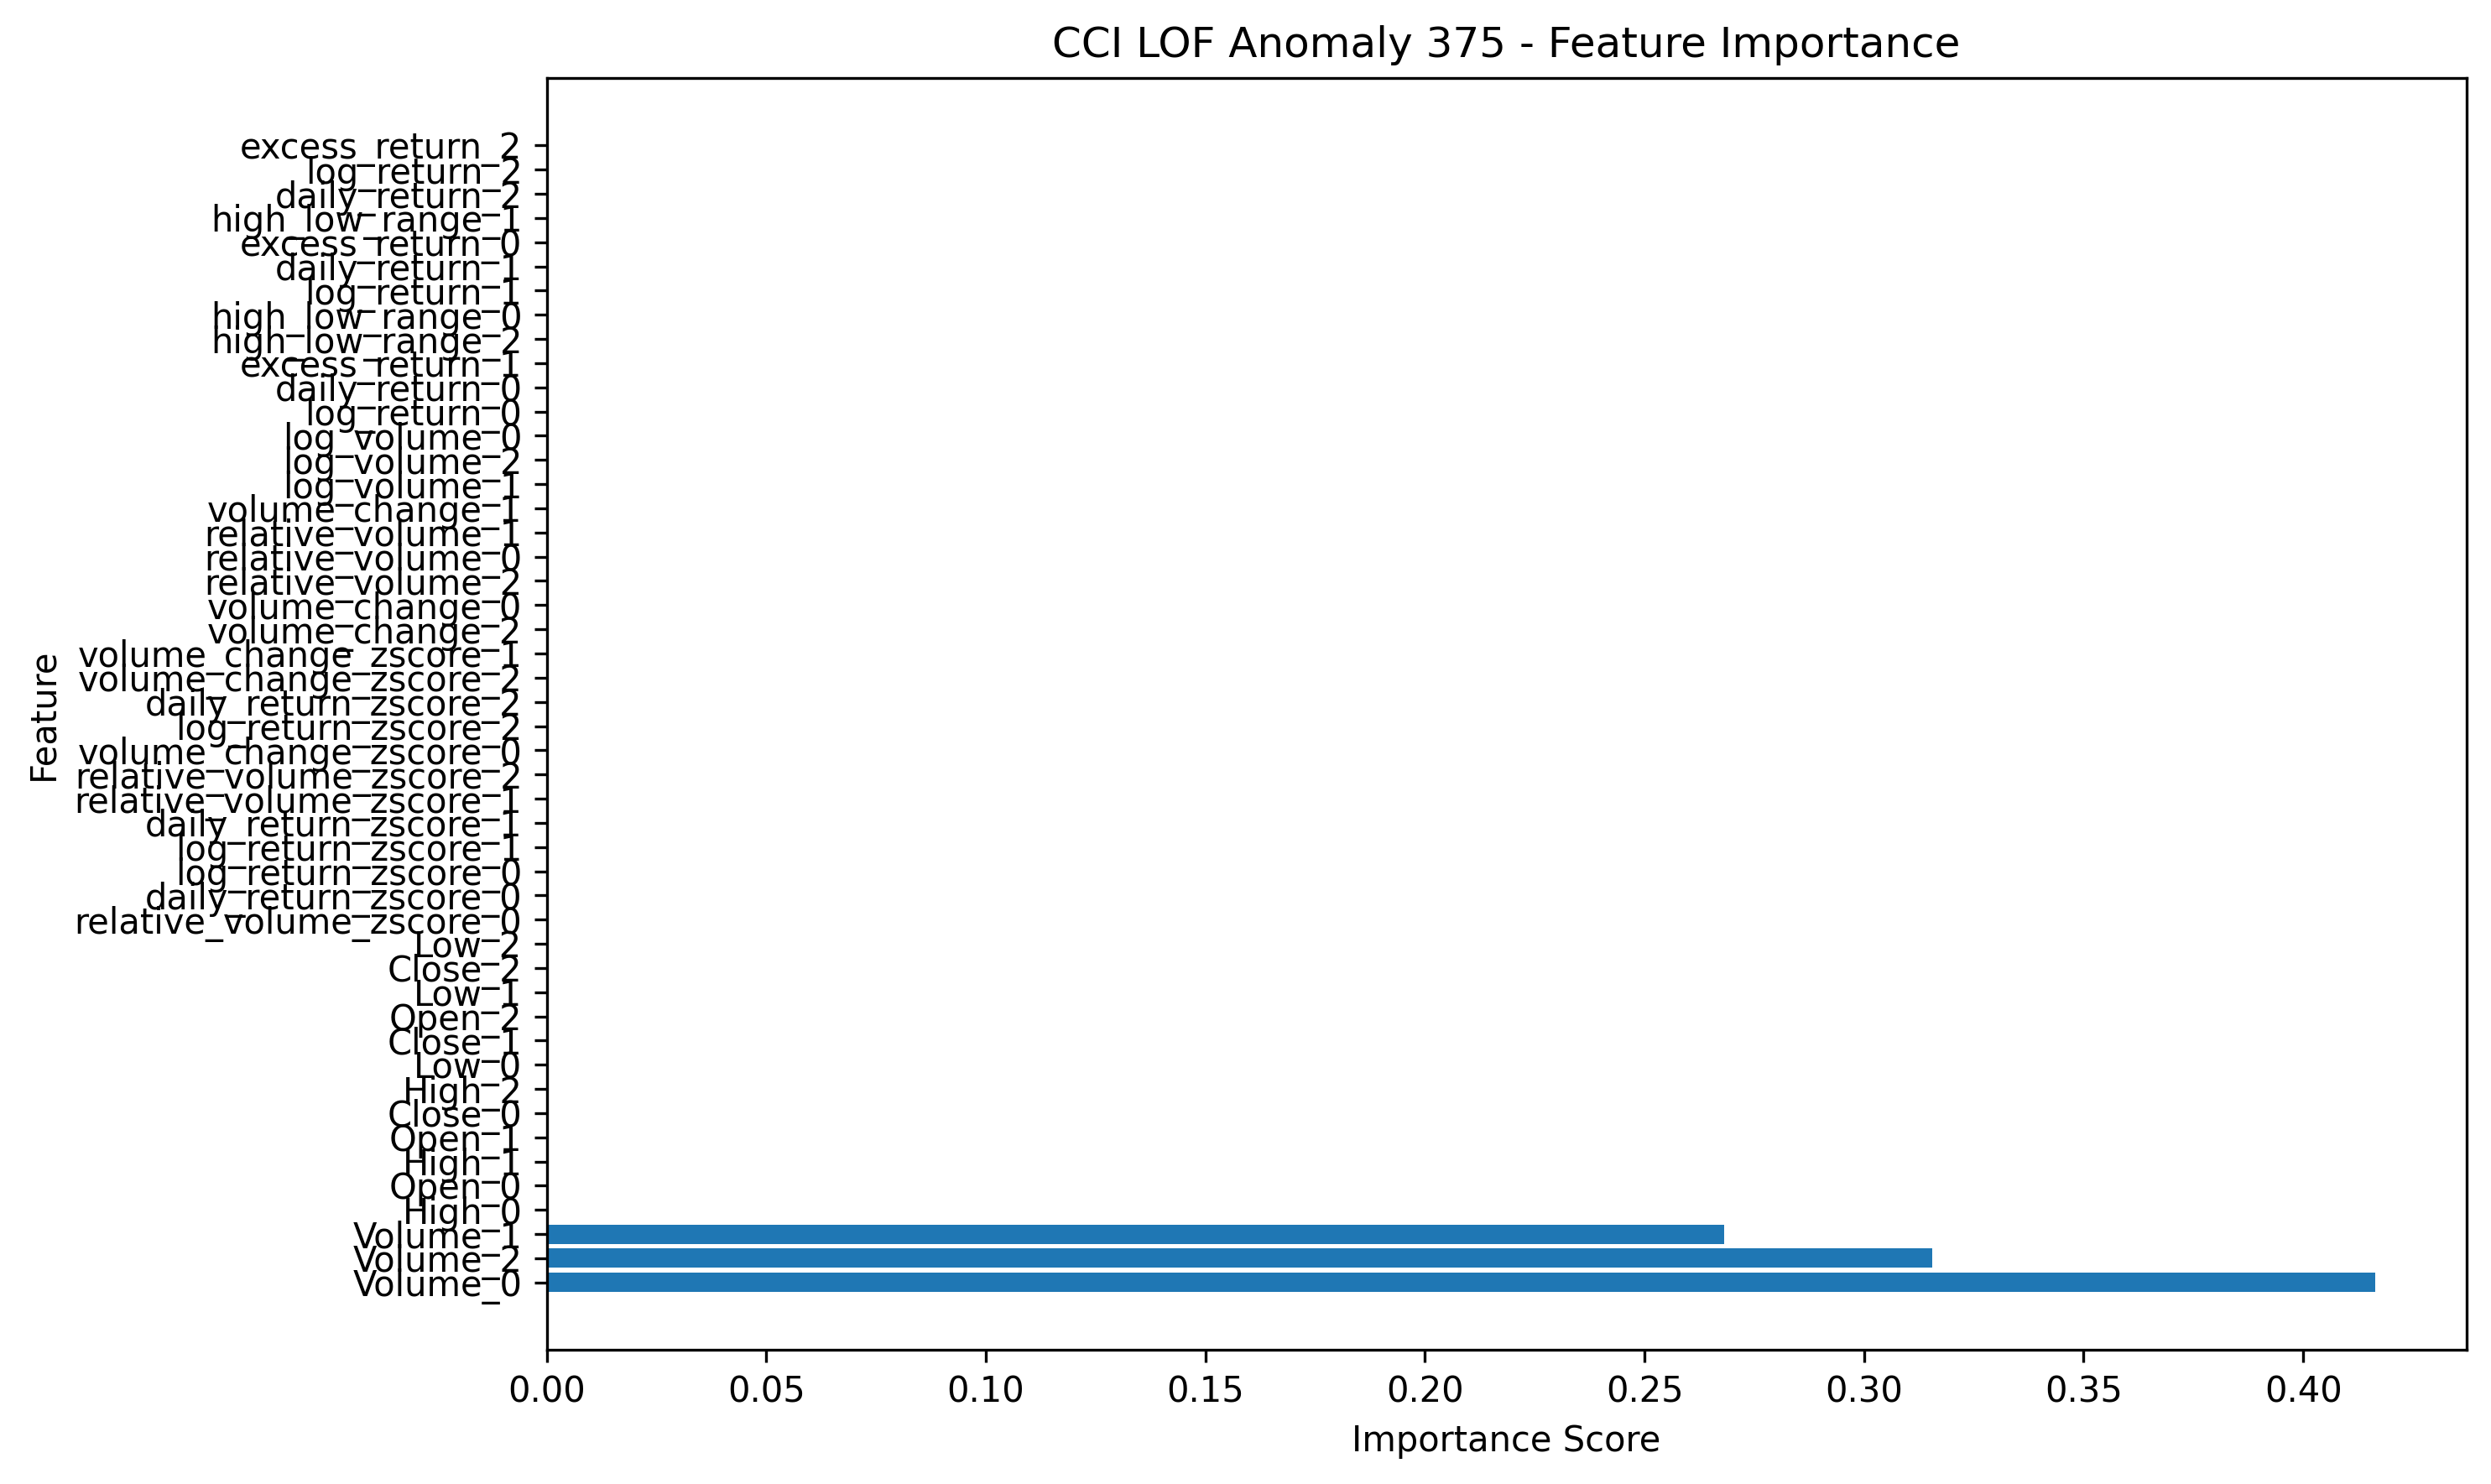 CCI LOF Anomaly 375 - Feature Importance
excess_return_2
log_return_2
daily_return_2
high_low_range_1
excess_return_0
daily_return_1
log_return_1
high_low_range_0
high_low_range_2
excess_return_1
daily_return_0
log_return_0
log_volume_0
log_volume_2
log_volume_1
volume_change_1
relative_volume_1
relative_volume_0
relative_volume_2
volume_change_0
volume_change_2
volume_change_zscore_1
volume_change_zscore_2
daily_return_zscore_2
log_return_zscore_2
volume_change_zscore_0
relative_volume_zscore_2
relative_volume_zscore_1
daily_return_zscore_1
log_return_zscore_1
log_return_zscore_0
daily_return_zscore_0
relative_volume_zscore_0
Low_2
Close_2
Low_1
Open_2
Close_1
Low_0
High_2
Close_0
Open_1
High_1
Open_0
High_0
Volume_1
Volume_2
Volume_0
Feature
0.00 0.05 0.10 0.15 0.20 0.25 0.30 0.35 0.40
Importance Score